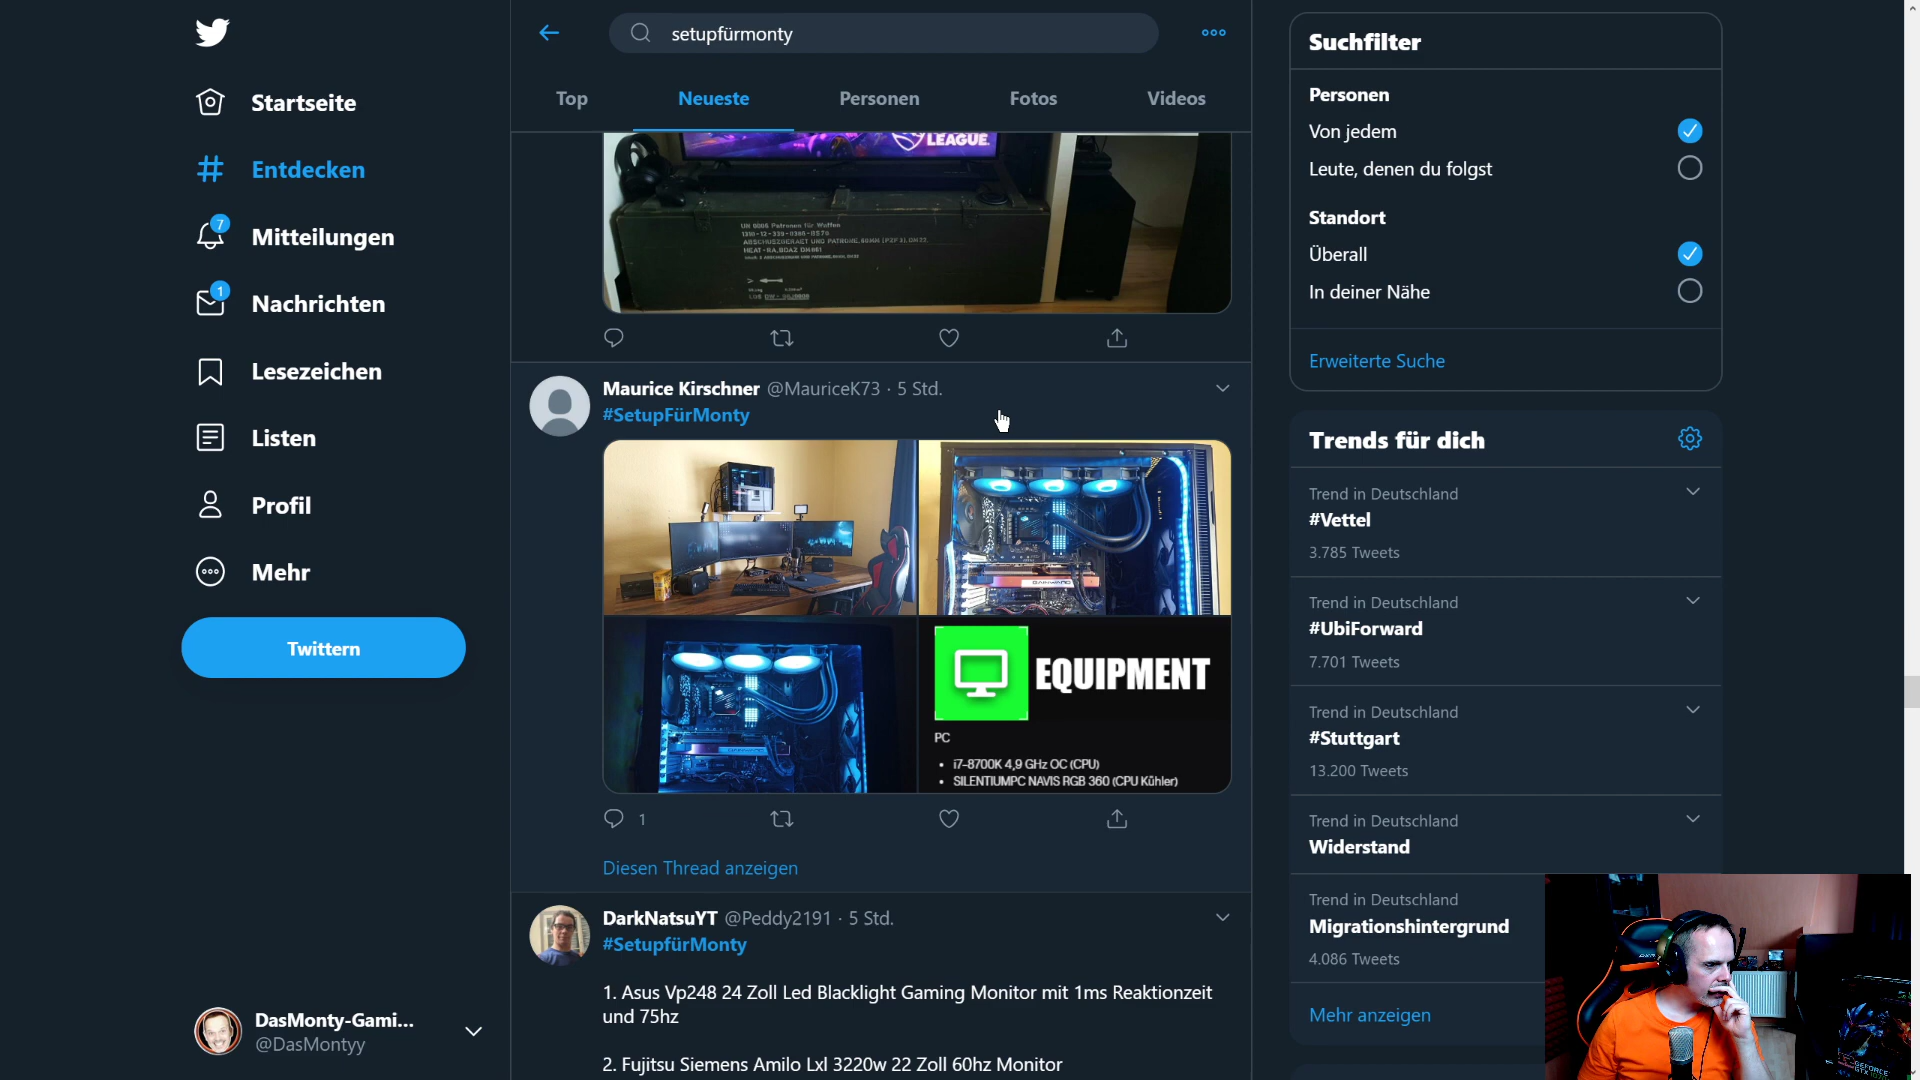 setupfürmonty
Startseite
Entdecken
7
Mitteilungen
1
Nachrichten
Lesezeichen
Listen
Profil
Mehr
Twittern
DasMonty-Gami...
@DasMontyy
Top
Neueste
Personen
Fotos
Videos
LEAGUE
Maurice Kirschner @MauriceK73 · 5 Std.
#SetupFürMonty
EQUIPMENT
PC
• i7-8700K 4,9 GHz OC (CPU)
• SILENTIUMPC NAVIS RGB 360 (CPU Kühler)
1
Diesen Thread anzeigen
DarkNatsuYT @Peddy2191 · 5 Std.
#SetupfürMonty
1. Asus Vp248 24 Zoll Led Blacklight Gaming Monitor mit 1ms Reaktionzeit
und 75hz
2. Fujitsu Siemens Amilo Lxl 3220w 22 Zoll 60hz Monitor
Suchfilter
Personen
Von jedem
Leute, denen du folgst
Standort
Überall
In deiner Nähe
Erweiterte Suche
Trends für dich
Trend in Deutschland
#Vettel
3.785 Tweets
Trend in Deutschland
#UbiForward
7.701 Tweets
Trend in Deutschland
#Stuttgart
13.200 Tweets
Trend in Deutschland
Widerstand
Trend in Deutschland
Migrationshintergrund
4.086 Tweets
Mehr anzeigen
GEFORCE